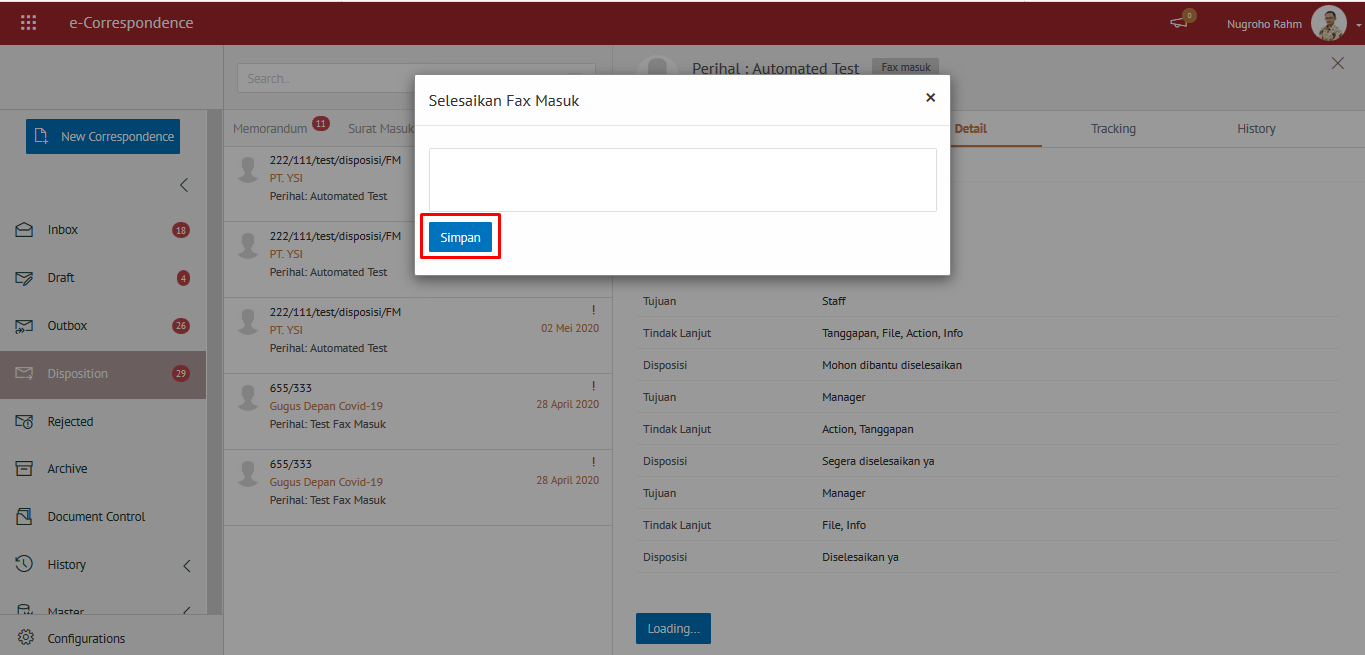 e-Correspondence
0
Nugroho Rahm
Search..
Perihal : Automated Test
Fax masuk
Selesaikan Fax Masuk
×
Simpan
New Correspondence
Inbox
18
Draft
4
Outbox
26
Disposition
29
Rejected
Archive
Document Control
History
Master
Configurations
Memorandum
11
Surat Masuk
222/111/test/disposisi/FM
PT. YSI
Perihal: Automated Test
222/111/test/disposisi/FM
PT. YSI
Perihal: Automated Test
222/111/test/disposisi/FM
!
PT. YSI
02 Mei 2020
Perihal: Automated Test
655/333
!
Gugus Depan Covid-19
28 April 2020
Perihal: Test Fax Masuk
655/333
!
Gugus Depan Covid-19
28 April 2020
Perihal: Test Fax Masuk
Detail
Tracking
History
Tujuan
Staff
Tindak Lanjut
Tanggapan, File, Action, Info
Disposisi
Mohon dibantu diselesaikan
Tujuan
Manager
Tindak Lanjut
Action, Tanggapan
Disposisi
Segera diselesaikan ya
Tujuan
Manager
Tindak Lanjut
File, Info
Disposisi
Diselesaikan ya
Loading...